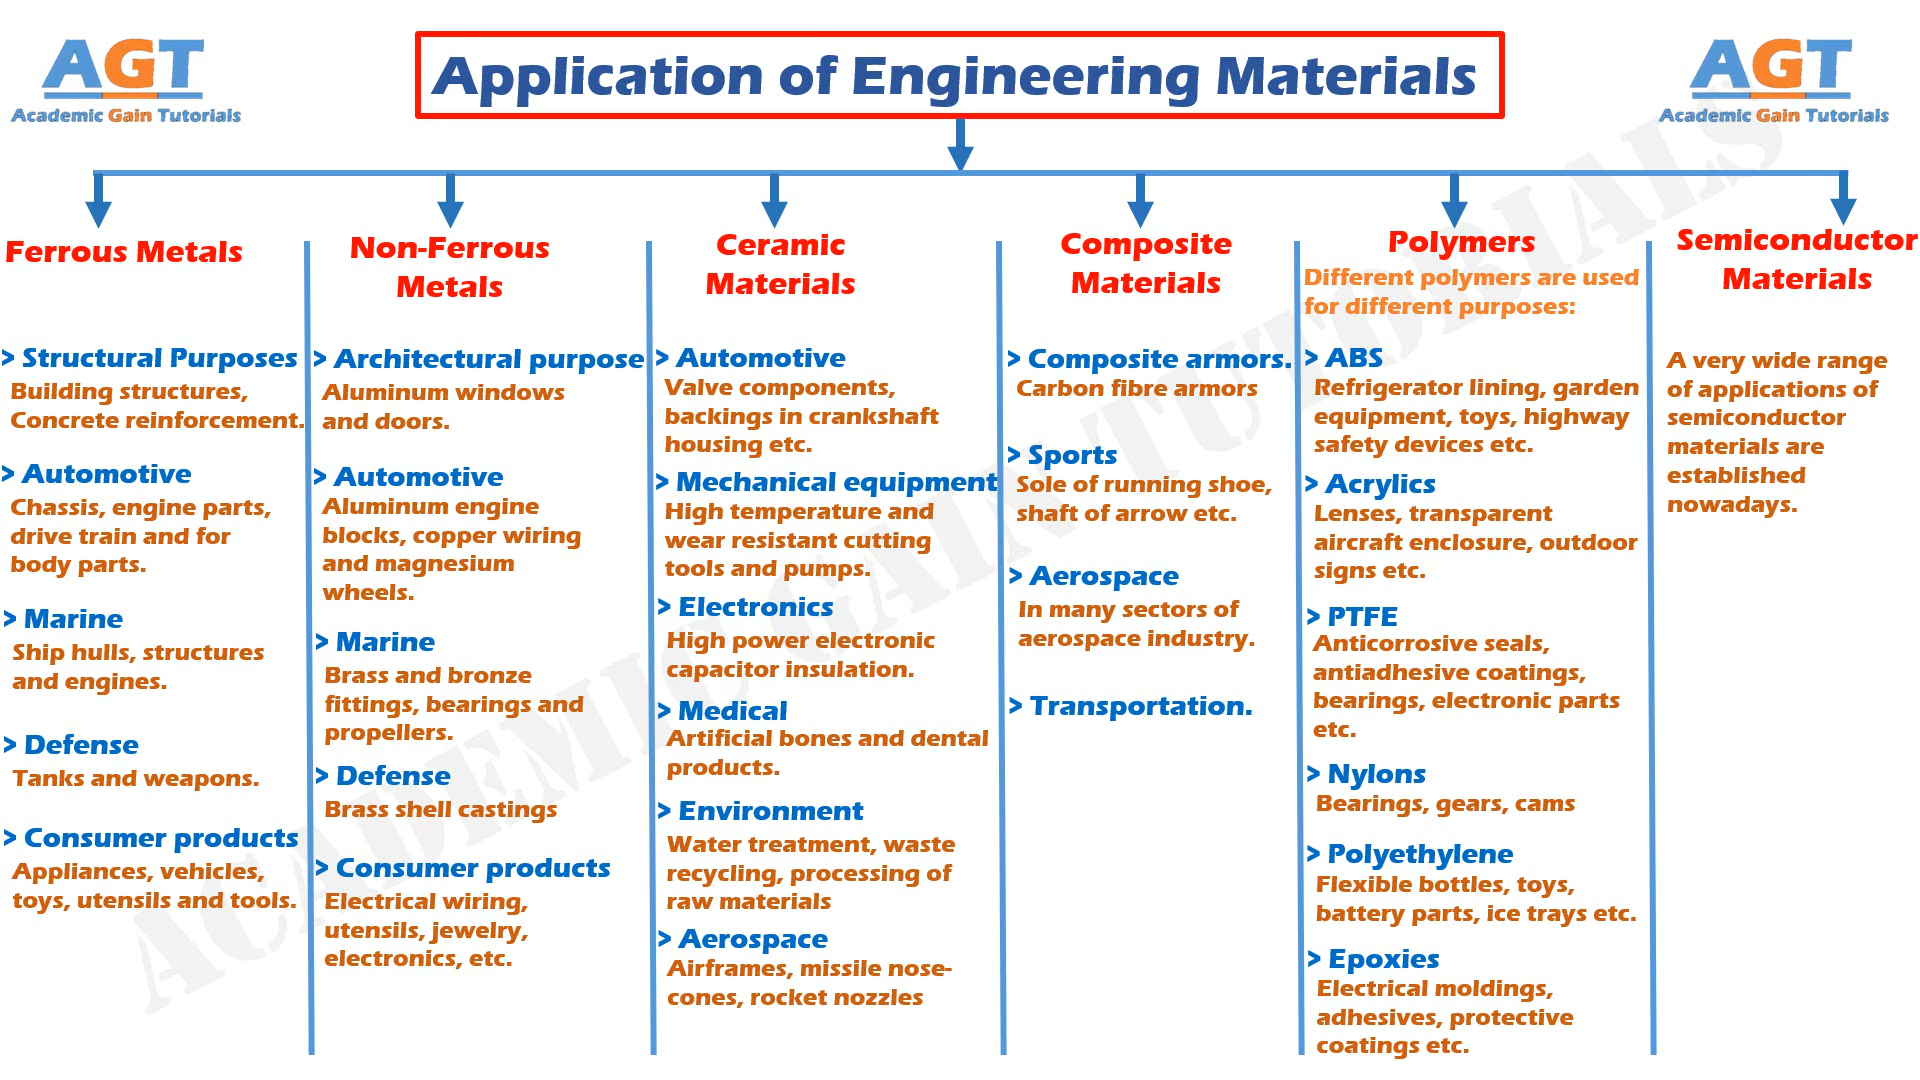 AGT
Academic Gain Tutorials
Application of Engineering Materials
AGT
Academic Gain Tutorials
Ferrous Metals
> Structural Purposes
Building structures,
Concrete reinforcement.
> Automotive
Chassis, engine parts,
drive train and for
body parts.
> Marine
Ship hulls, structures
and engines.
> Defense
Tanks and weapons.
> Consumer products
Appliances, vehicles,
toys, utensils and tools.
Non-Ferrous
Metals
> Architectural purpose
Aluminum windows
and doors.
> Automotive
Aluminum engine
blocks, copper wiring
and magnesium
wheels.
> Marine
Brass and bronze
fittings, bearings and
propellers.
> Defense
Brass shell castings
> Consumer products
Electrical wiring,
utensils, jewelry,
electronics, etc.
Ceramic
Materials
> Automotive
Valve components,
backings in crankshaft
housing etc.
> Mechanical equipment
High temperature and
wear resistant cutting
tools and pumps.
> Electronics
High power electronic
capacitor insulation.
> Medical
Artificial bones and dental
products.
> Environment
Water treatment, waste
recycling, processing of
raw materials
> Aerospace
Airframes, missile nose-
cones, rocket nozzles
Composite
Materials
> Composite armors.
Carbon fibre armors
> Sports
Sole of running shoe,
shaft of arrow etc.
> Aerospace
In many sectors of
aerospace industry.
> Transportation.
Polymers
Different polymers are used
for different purposes:
> ABS
Refrigerator lining, garden
equipment, toys, highway
safety devices etc.
> Acrylics
Lenses, transparent
aircraft enclosure, outdoor
signs etc.
> PTFE
Anticorrosive seals,
antiadhesive coatings,
bearings, electronic parts
etc.
> Nylons
Bearings, gears, cams
> Polyethylene
Flexible bottles, toys,
battery parts, ice trays etc.
> Epoxies
Electrical moldings,
adhesives, protective
coatings etc.
Semiconductor
Materials
A very wide range
of applications of
semiconductor
materials are
established
nowadays.
ACADEMIC GAIN TUTORIALS